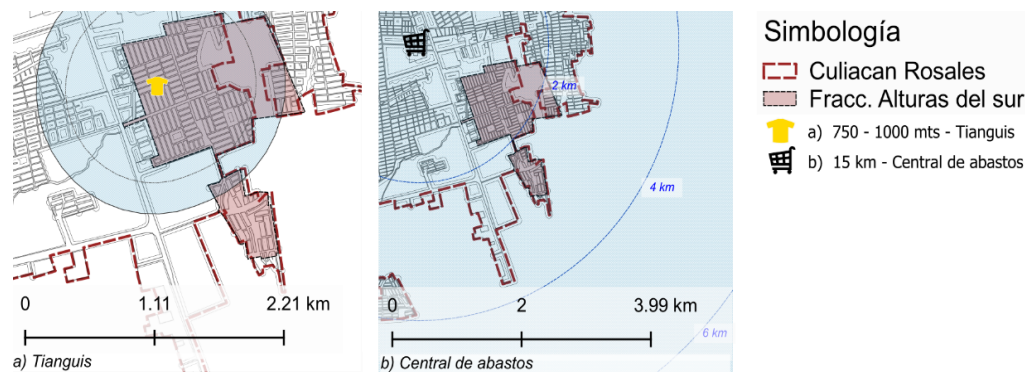 0 1.11 2.21 km
a) Tianguis
2 km
4 km
6 km
0 2 3.99 km
b) Central de abastos
Simbología
Culiacan Rosales
Fracc. Alturas del sur
a) 750 - 1000 mts - Tianguis
b) 15 km - Central de abastos